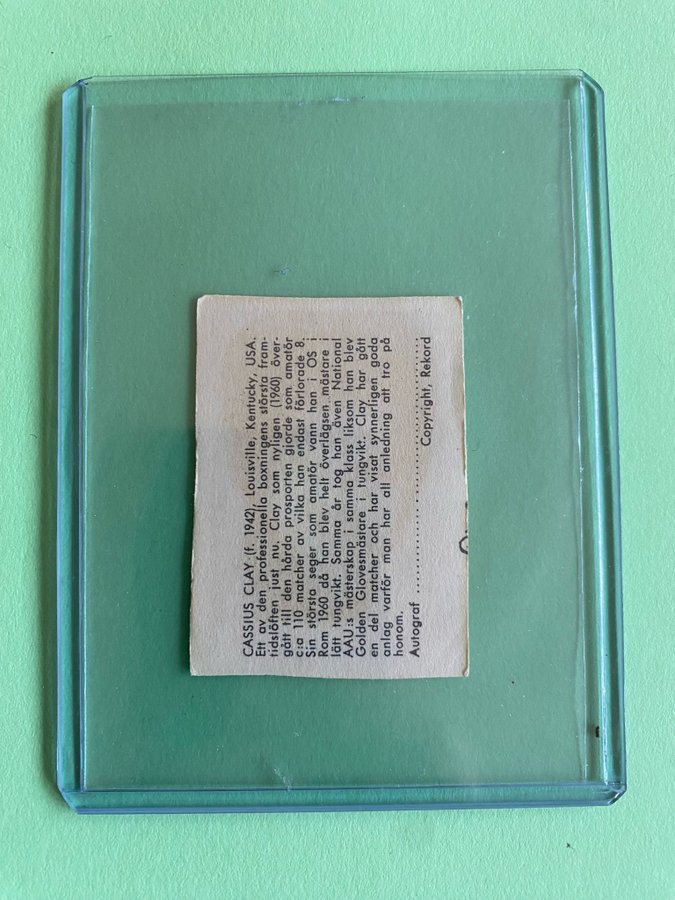 CASSIUS CLAY (f. 1942), Louisville, Kentucky, USA.
Ett av den professionella boxningens största fram-
tidslöften just nu. Clay som nyligen (1960) över-
gått till den hårda prosporten gjorde som amatör
c:a 110 matcher av vilka han endast förlorade 8.
Sin största seger som amatör vann han i OS i
Rom 1960 då han blev helt överlägsen mästare i
lätt tungvikt. Samma år tog han även National
AAU:s mästerskap i samma klass liksom han blev
Golden Glovesmästare i tungvikt. Clay har gått
en del matcher och har visat synnerligen goda
anlag varför man har all anledning att tro på
honom.
Autograf ........................................
Copyright, Rekord